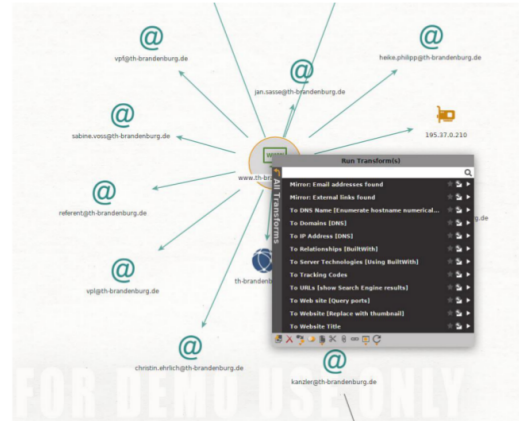 vpf@th-brandenburg.de
heike.philipp@th-brandenburg.de
jan.sasse@th-brandenburg.de
sabine.voss@th-brandenburg.de
195.37.0.210
www.th-
Run Transform(s)
All Transforms
Mirror: Email addresses found
Mirror: External links found
To DNS Name [Enumerate hostname numerical...
To Domains [DNS]
To IP Address [DNS]
To Relationships [BuiltWith]
To Server Technologies [Using BuiltWith]
To Tracking Codes
To URLs [show Search Engine results]
To Web site [Query ports]
To Website [Replace with thumbnail]
To Website Title
referent@th-brandenburg.de
g.de
vpl@th-brandenburg.de
th-brandenb
christin.ehrlich@th-brandenburg.de
kanzler@th-brandenburg.de
FOR DEMO USE ONLY